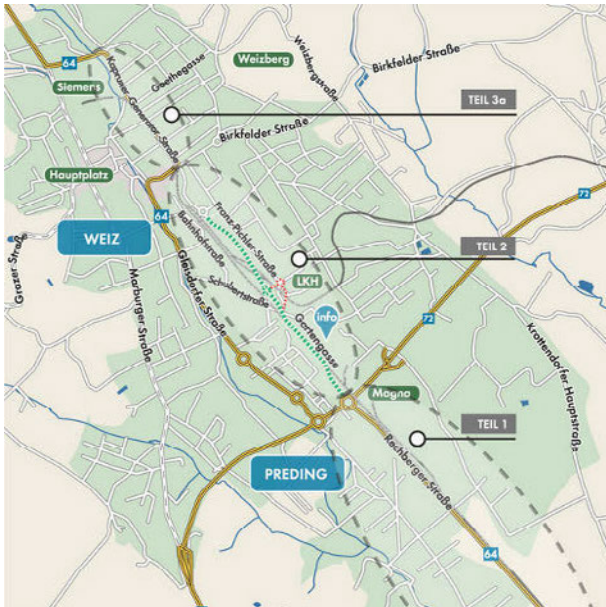 64
Siemens
Kapruner-Generator-Straße
Goethegasse
Weizberg
Weizbergstraße
Birkfelder Straße
TEIL 3a
Birkfelder Straße
Hauptplatz
64
72
WEIZ
Grazer Straße
Bahnhofstraße
Franz-Pichler-Straße
TEIL 2
LKH
Schubertstraße
Marburger Straße
Gleisdorfer Straße
Gartengasse
info
72
Krottendorfer Hauptstraße
Magna
TEIL 1
PREDING
Rechberger-Straße
64